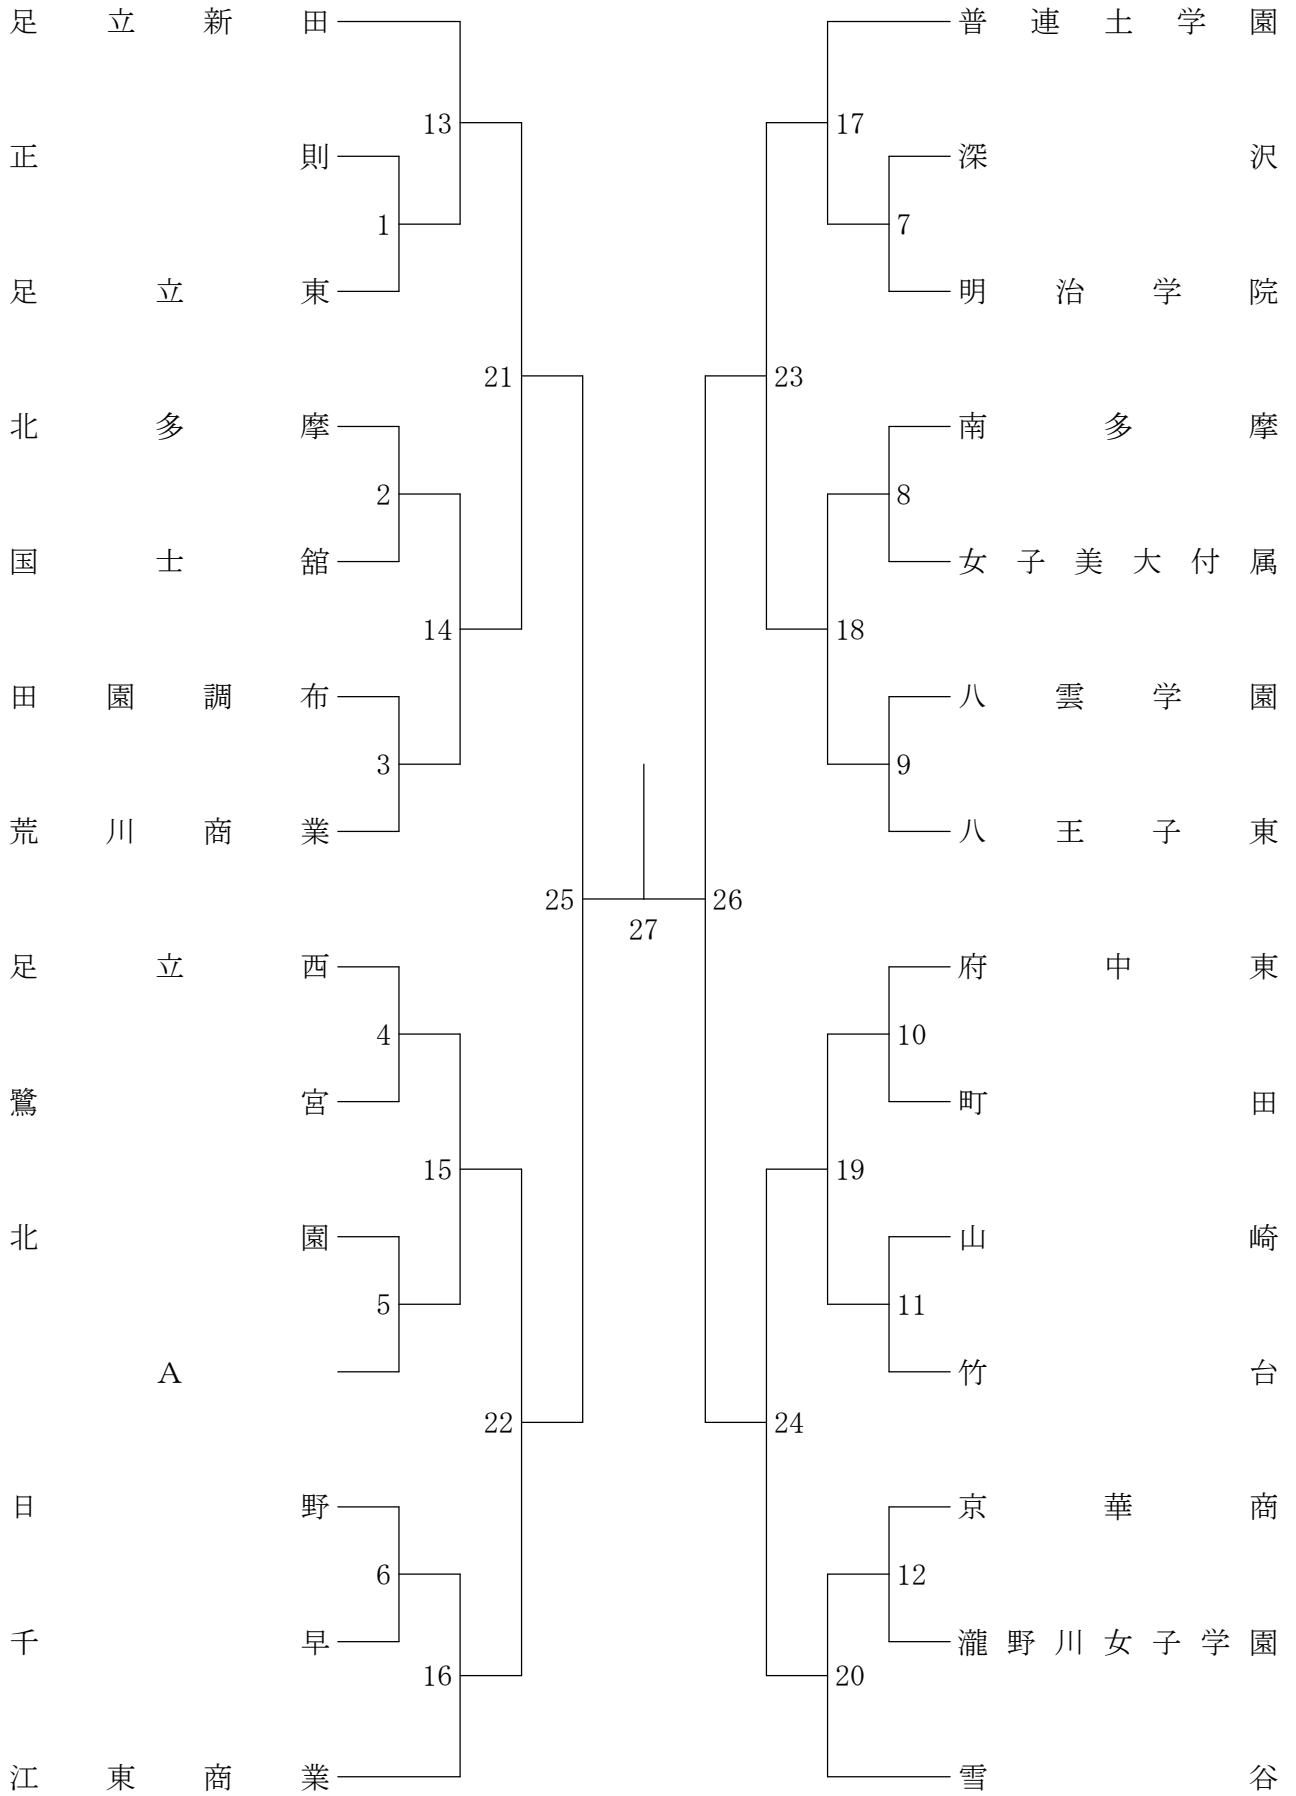 足立新田
普連土学園
13
17
正則
深沢
1
7
足立東
明治学院
21
23
北多摩
南多摩
2
8
国士舘
女子美大付属
14
18
田園調布
八雲学園
3
9
荒川商業
八王子東
25
26
27
足立西
府中東
4
10
鷺宮
町田
15
19
北園
山崎
5
11
A
竹台
22
24
日野
京華商
6
12
千早
瀧野川女子学園
16
20
江東商業
雪谷